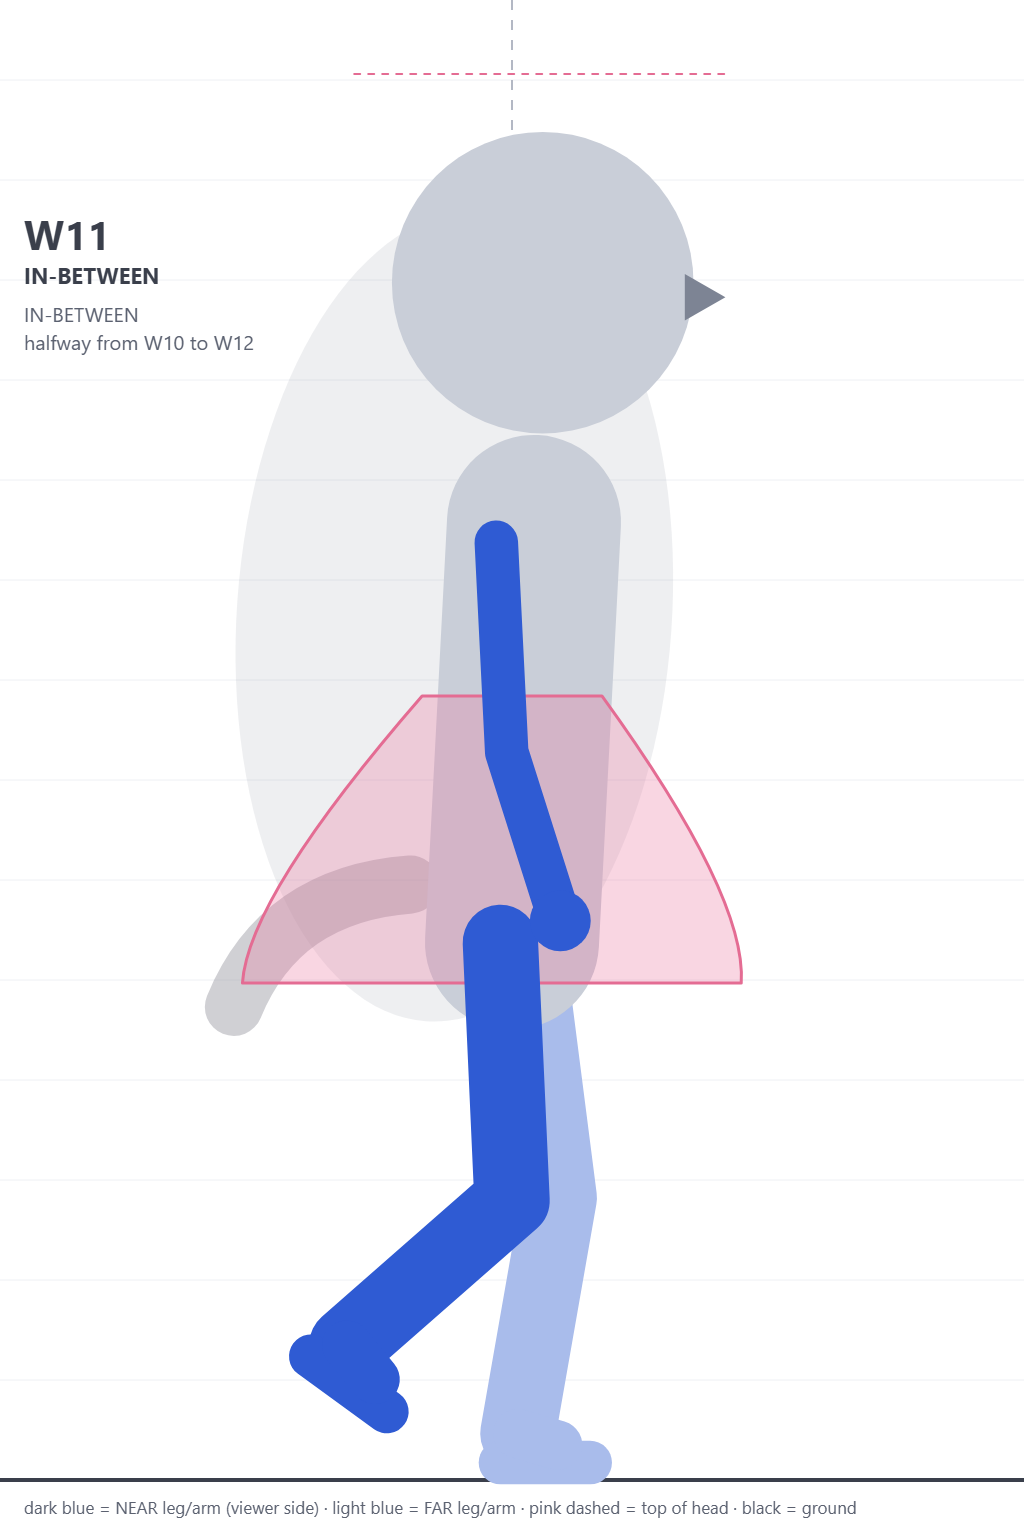 W11
IN-BETWEEN
IN-BETWEEN
halfway from W10 to W12
dark blue = NEAR leg/arm (viewer side) · light blue = FAR leg/arm · pink dashed = top of head · black = ground